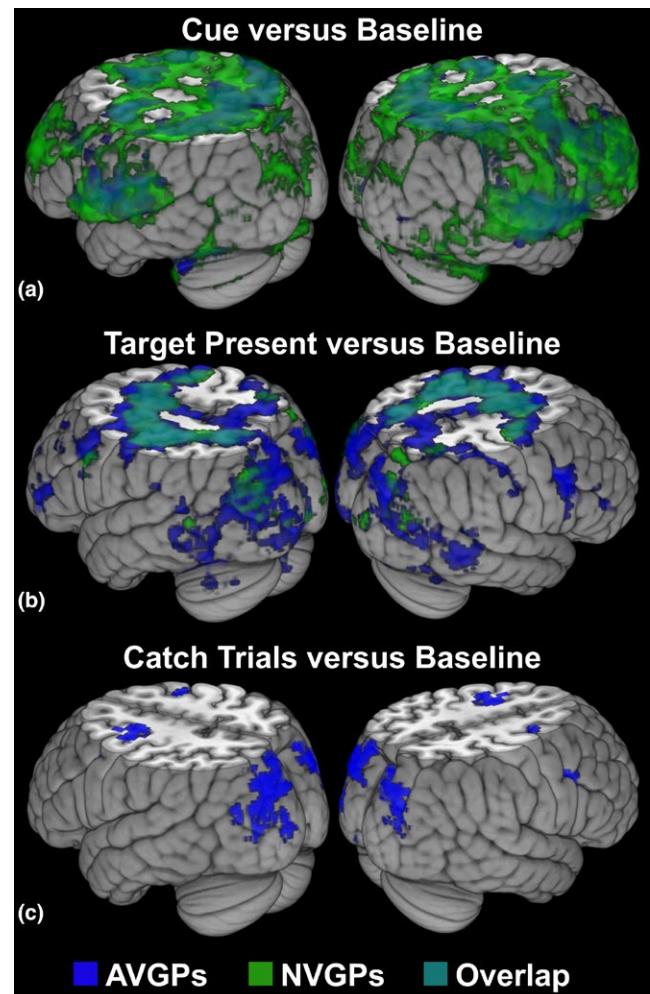 Cue versus Baseline
(a)
Target Present versus Baseline
(b)
Catch Trials versus Baseline
(c)
AVGPs NVGPs Overlap